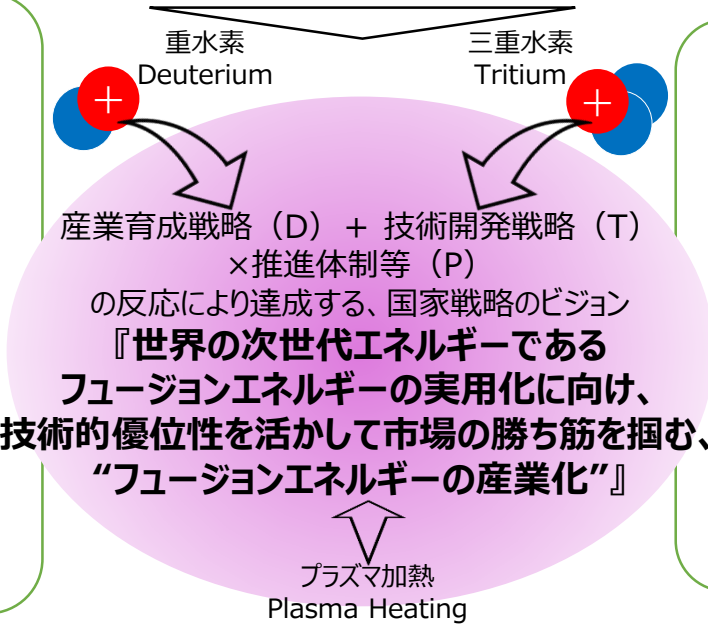 重水素
Deuterium
三重水素
Tritium
+
+
産業育成戦略（D）+ 技術開発戦略（T）
×推進体制等（P）
の反応により達成する、国家戦略のビジョン
『世界の次世代エネルギーである
フュージョンエネルギーの実用化に向け、
技術的優位性を活かして市場の勝ち筋を掴む、
“フュージョンエネルギーの産業化”』
プラズマ加熱
Plasma Heating